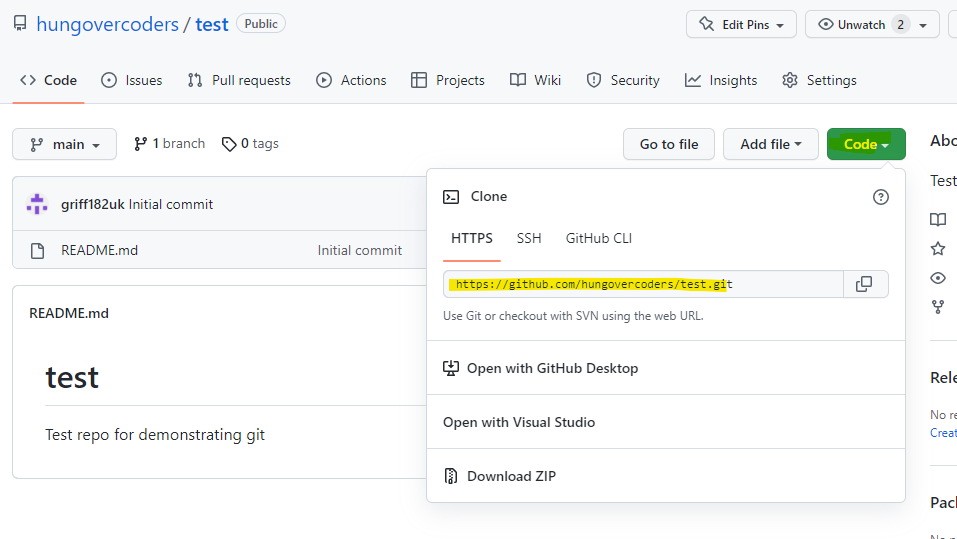 hungovercoders / test Public
Edit Pins Unwatch 2
Code Issues Pull requests Actions Projects Wiki Security Insights Settings
main 1 branch 0 tags Go to file Add file Code
griff182uk Initial commit
README.md Initial commit
README.md
test
Test repo for demonstrating git
Clone
HTTPS SSH GitHub CLI
https://github.com/hungovercoders/test.git
Use Git or checkout with SVN using the web URL.
Open with GitHub Desktop
Open with Visual Studio
Download ZIP
Abo
Test
Rele
No re
Creat
Pac